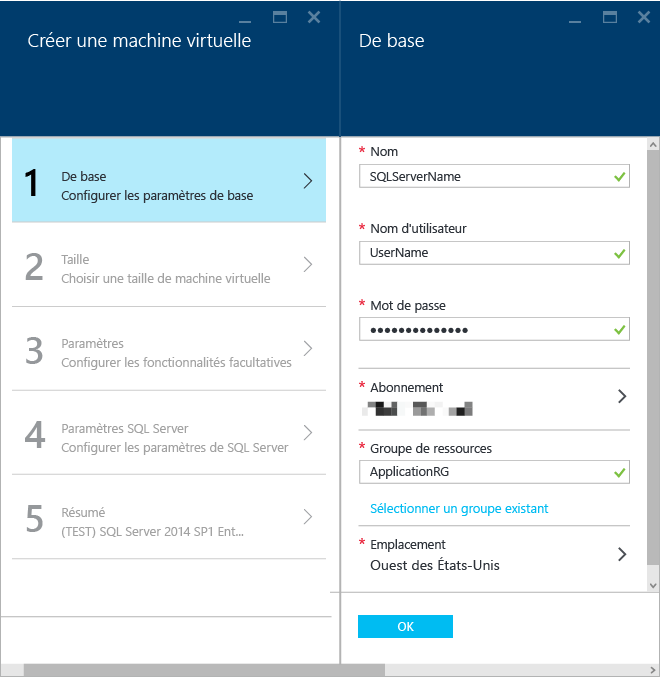 Créer une machine virtuelle
1
De base
Configurer les paramètres de base
2
Taille
Choisir une taille de machine virtuelle
3
Paramètres
Configurer les fonctionnalités facultatives
4
Paramètres SQL Server
Configurer les paramètres de SQL Server
5
Résumé
(TEST) SQL Server 2014 SP1 Ent...
De base
* Nom
SQLServerName
* Nom d'utilisateur
UserName
* Mot de passe
••••••••••••••
* Abonnement
* Groupe de ressources
ApplicationRG
Sélectionner un groupe existant
* Emplacement
Ouest des États-Unis
OK